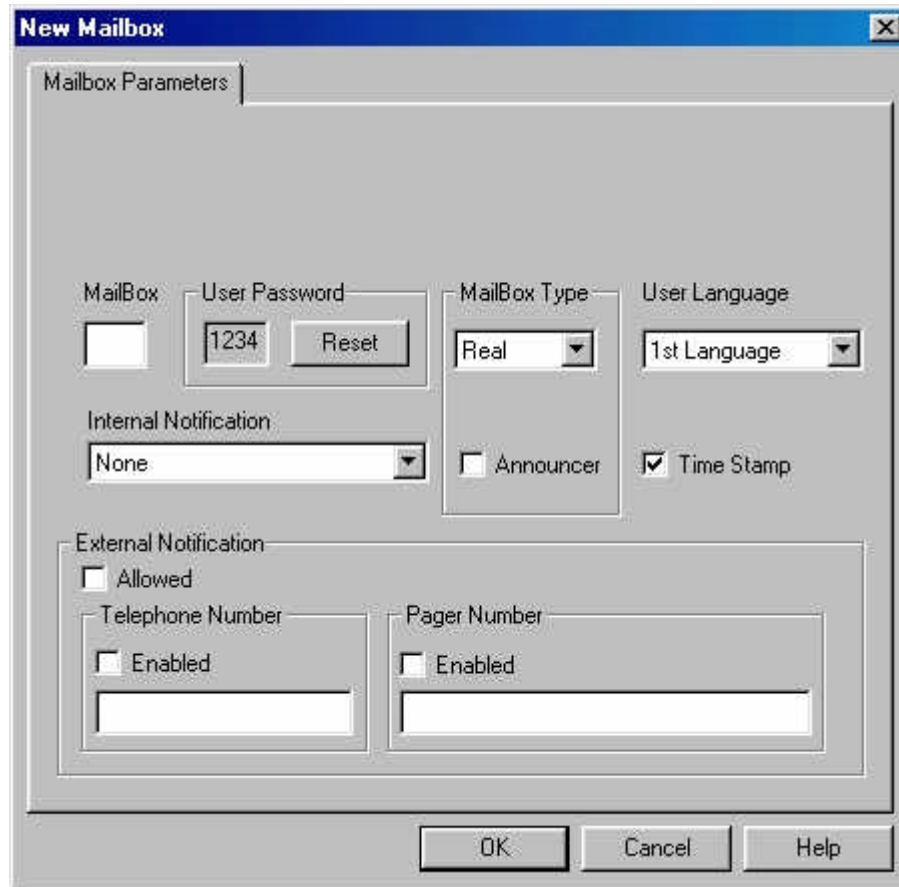 New Mailbox
Mailbox Parameters
MailBox User Password MailBox Type User Language
1234 Reset Real 1st Language
Internal Notification
None Announcer Time Stamp
External Notification
Allowed
Telephone Number Pager Number
Enabled Enabled
OK Cancel Help